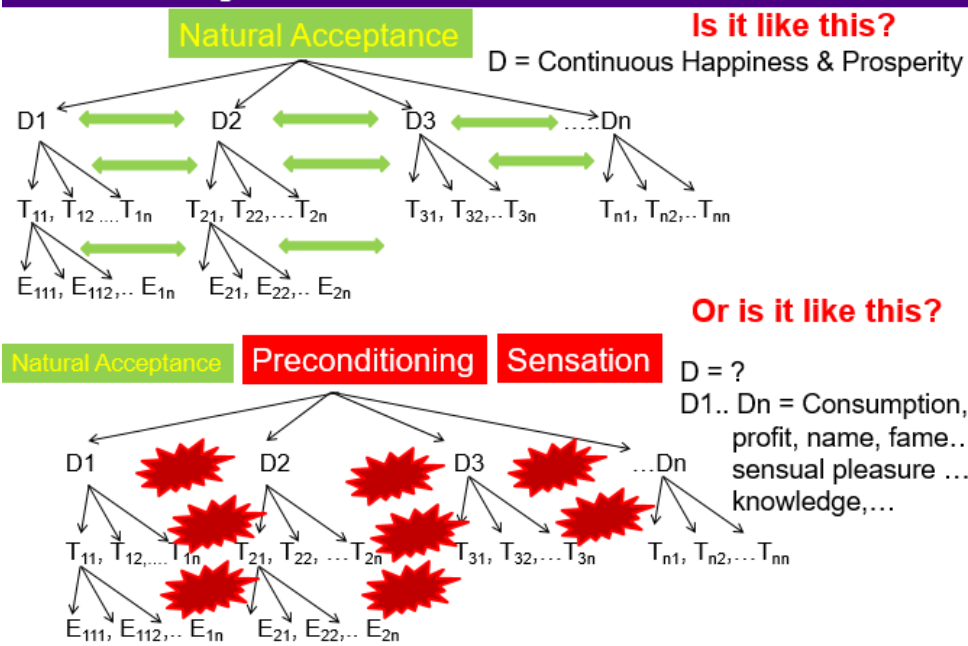 Natural Acceptance
Is it like this?
D = Continuous Happiness & Prosperity
D1 D2 D3 .....Dn
T11, T12 ....T1n T21, T22,...T2n T31, T32,..T3n Tn1, Tn2,..Tnn
E111, E112,.. E1n E21, E22,.. E2n
Or is it like this?
Natural Acceptance Preconditioning Sensation
D = ?
D1.. Dn = Consumption,
profit, name, fame..
sensual pleasure ...
knowledge,...
D1 D2 D3 ...Dn
T11, T12,.... T1n T21, T22, ...T2n T31, T32,...T3n Tn1, Tn2,...Tnn
E111, E112,.. E1n E21, E22,.. E2n